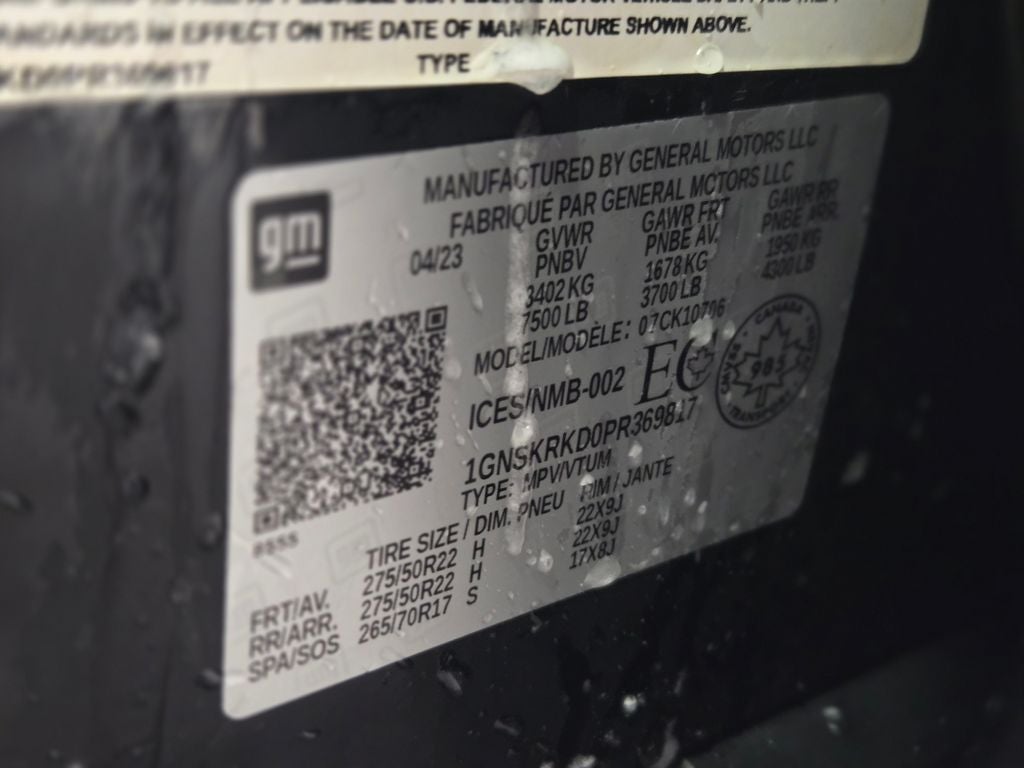 IN EFFECT ON THE DATE OF MANUFACTURE SHOWN ABOVE.
TYPE
gm
MANUFACTURED BY GENERAL MOTORS LLC
FABRIQUÉ PAR GENERAL MOTORS LLC
04/23
GVWR GAWR FRT GAWR RR
PNBV PNBE AV. PNBE ARR.
3402 KG 1678 KG 1950 KG
7500 LB 3700 LB 4300 LB
MODEL/MODÈLE: 07CK10706
ICES/NMB-002 EC
CANADA
985
TRANSPORT
1GNSKRKD0PR369817
TYPE: MPV/VTUM
TIRE SIZE / DIM. PNEU RIM / JANTE
FRT/AV. 275/50R22 H 22X9J
RR/ARR. 275/50R22 H 22X9J
SPA/SOS 265/70R17 S 17X8J